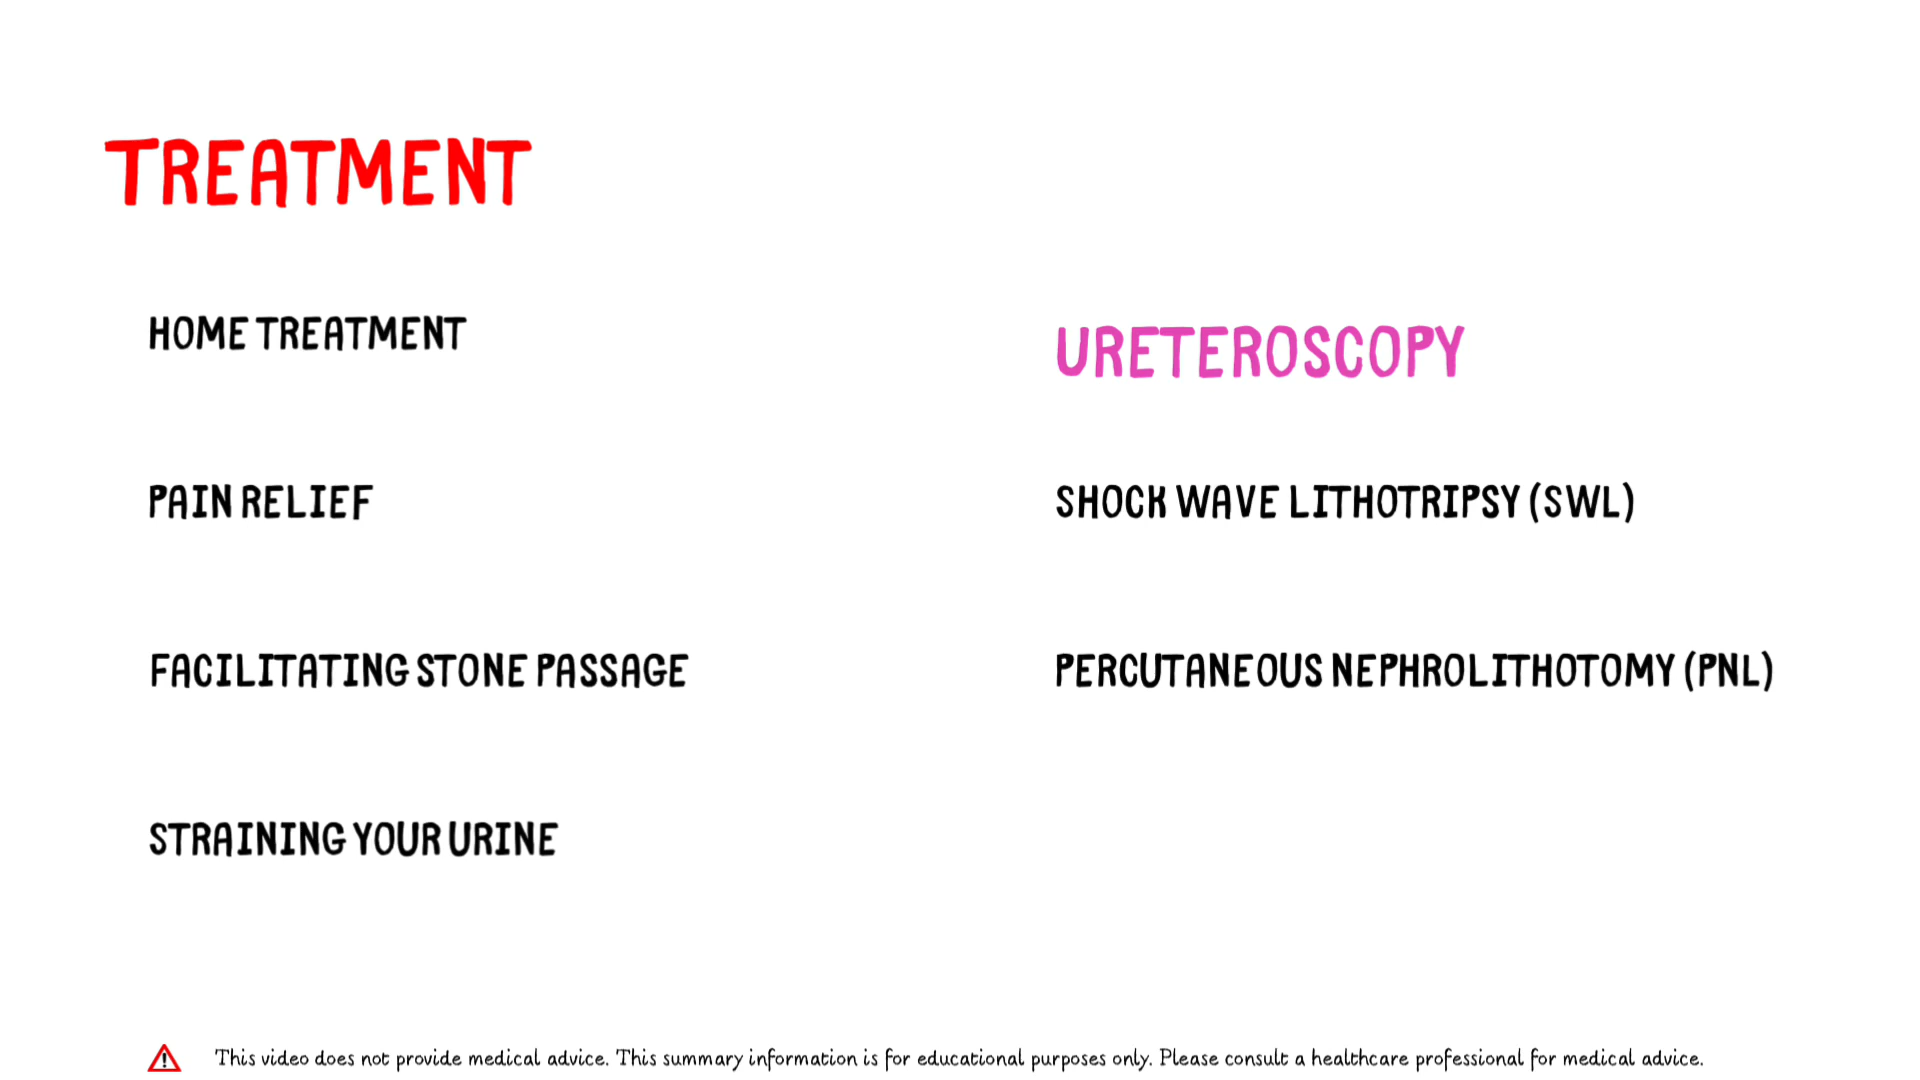 TREATMENT
HOME TREATMENT
PAIN RELIEF
FACILITATING STONE PASSAGE
STRAINING YOUR URINE
URETEROSCOPY
SHOCK WAVE LITHOTRIPSY (SWL)
PERCUTANEOUS NEPHROLITHOTOMY (PNL)
This video does not provide medical advice. This summary information is for educational purposes only. Please consult a healthcare professional for medical advice.